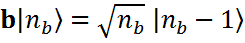 𝐛|n_b⟩ = √n_b |n_b − 1⟩